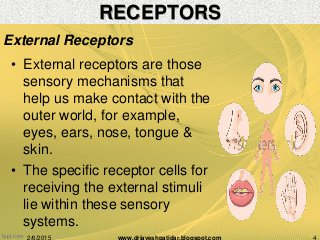 RECEPTORS
External Receptors
• External receptors are those
sensory mechanisms that
help us make contact with the
outer world, for example,
eyes, ears, nose, tongue &
skin.
• The specific receptor cells for
receiving the external stimuli
lie within these sensory
systems.
2/6/2015 www.drjayeshpatidar.blogspot.com 4